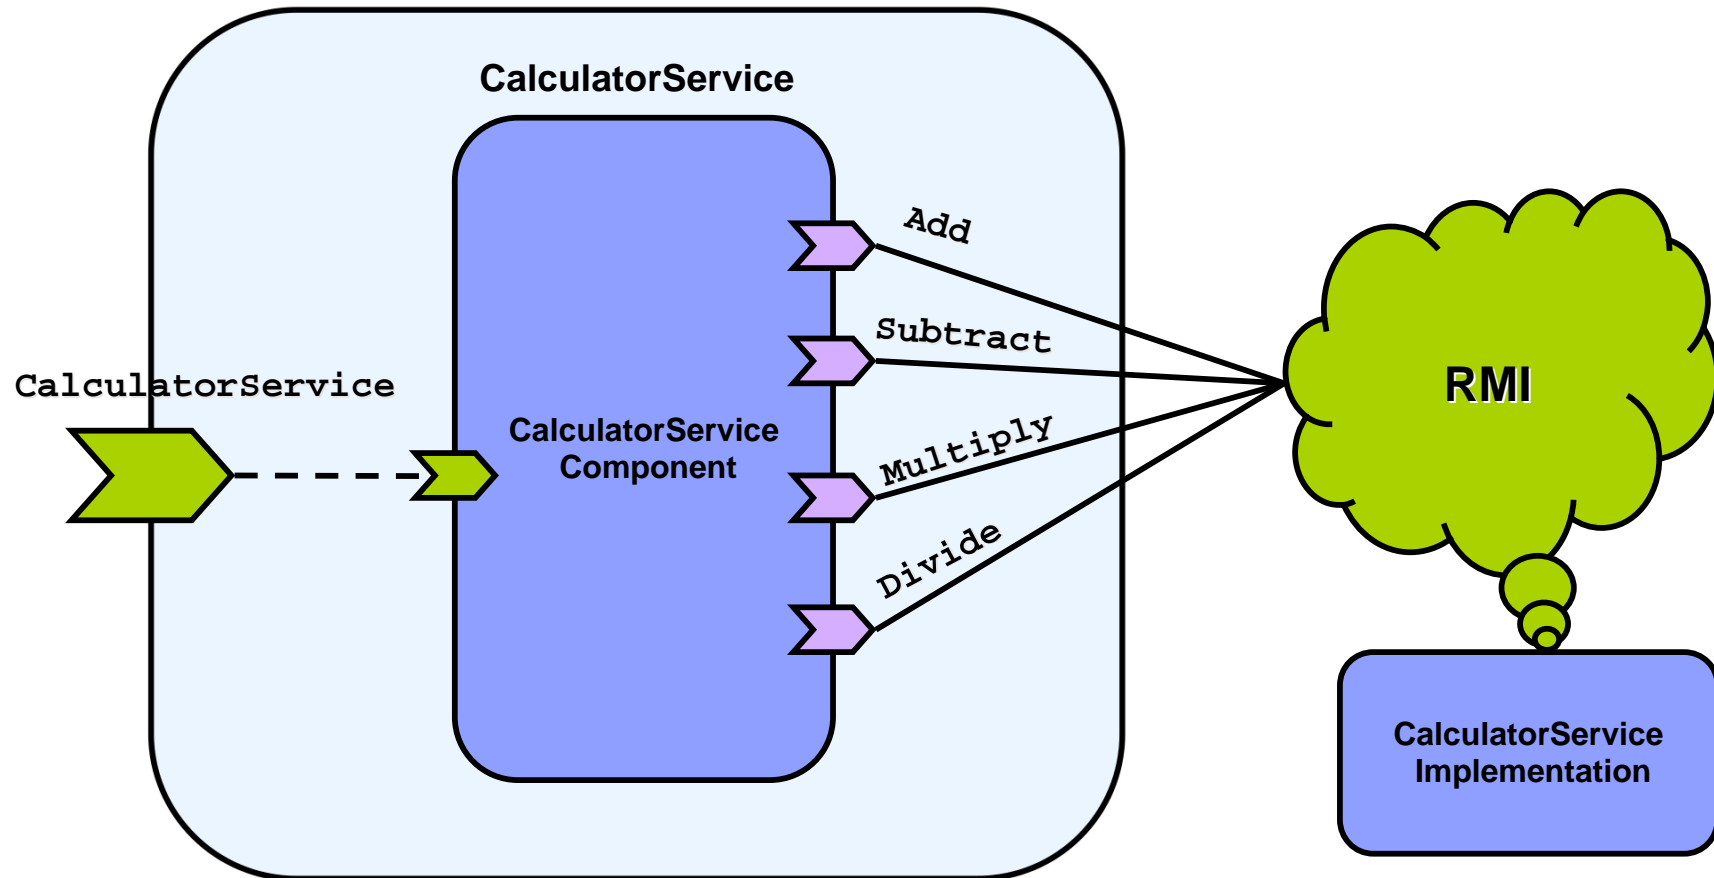 CalculatorService
Add
Subtract
CalculatorService
RMI
CalculatorService
Component
Multiply
Divide
CalculatorService
Implementation